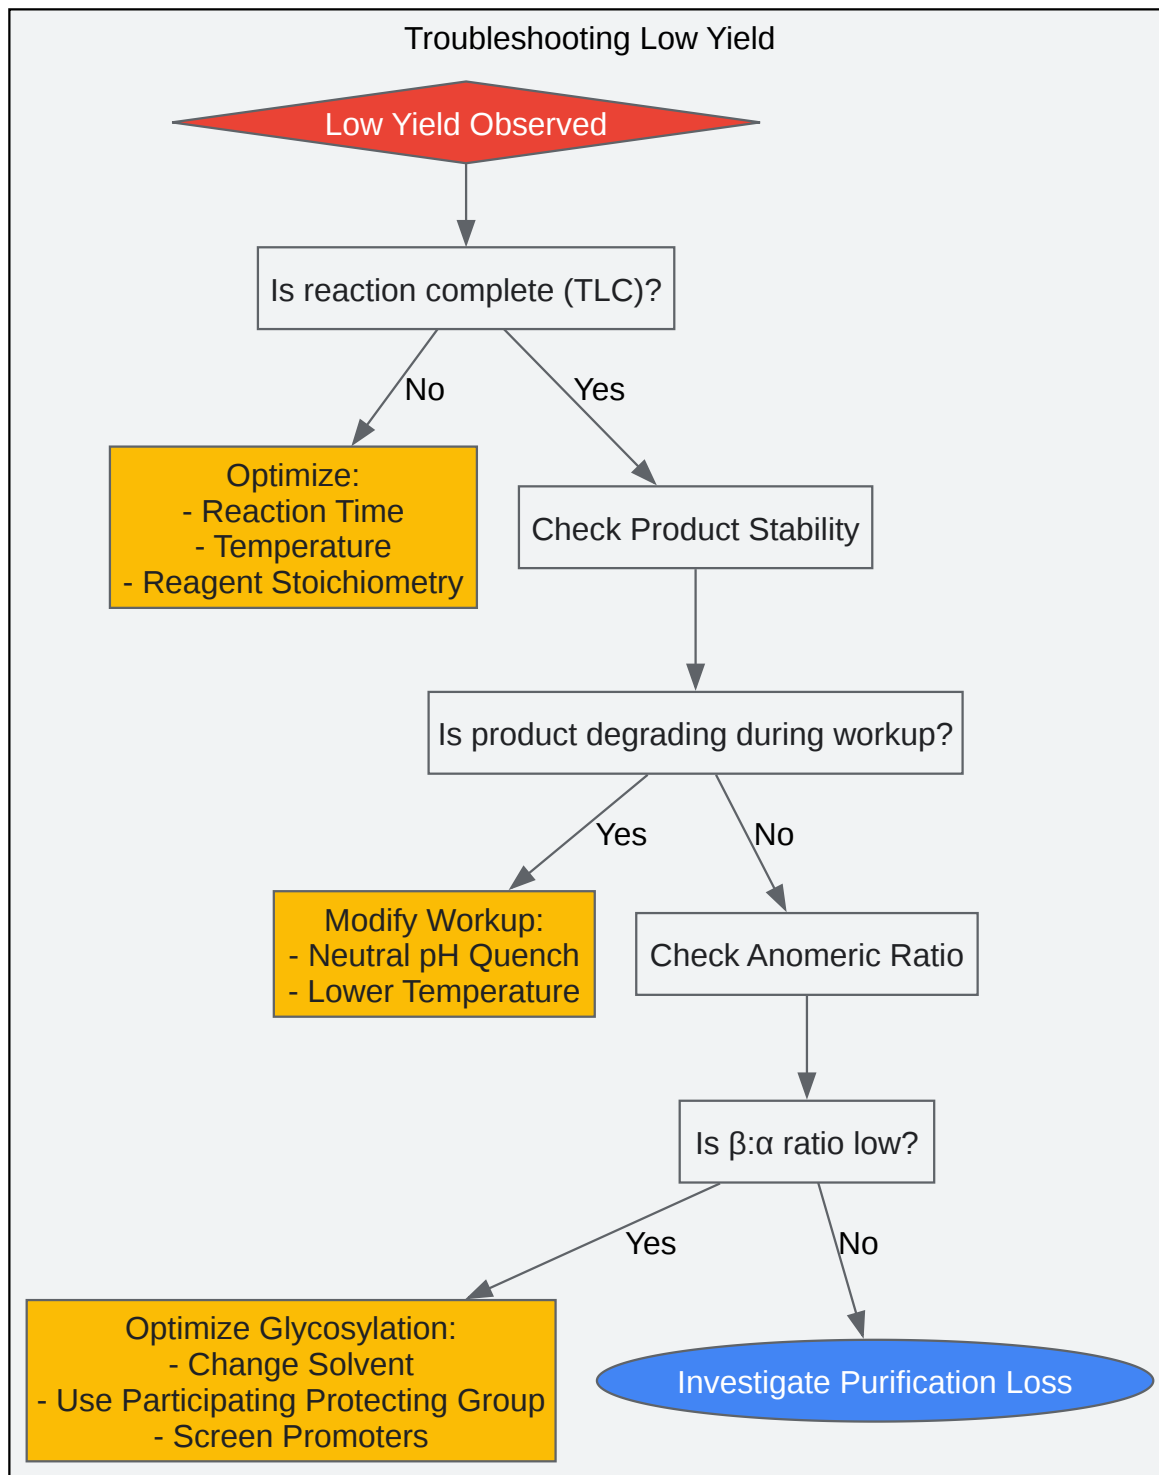 Troubleshooting Low Yield
Low Yield Observed
Is reaction complete (TLC)?
No
Yes
Optimize:
- Reaction Time
- Temperature
- Reagent Stoichiometry
Check Product Stability
Is product degrading during workup?
Yes
No
Modify Workup:
- Neutral pH Quench
- Lower Temperature
Check Anomeric Ratio
Is β:α ratio low?
Yes
No
Optimize Glycosylation:
- Change Solvent
- Use Participating Protecting Group
- Screen Promoters
Investigate Purification Loss